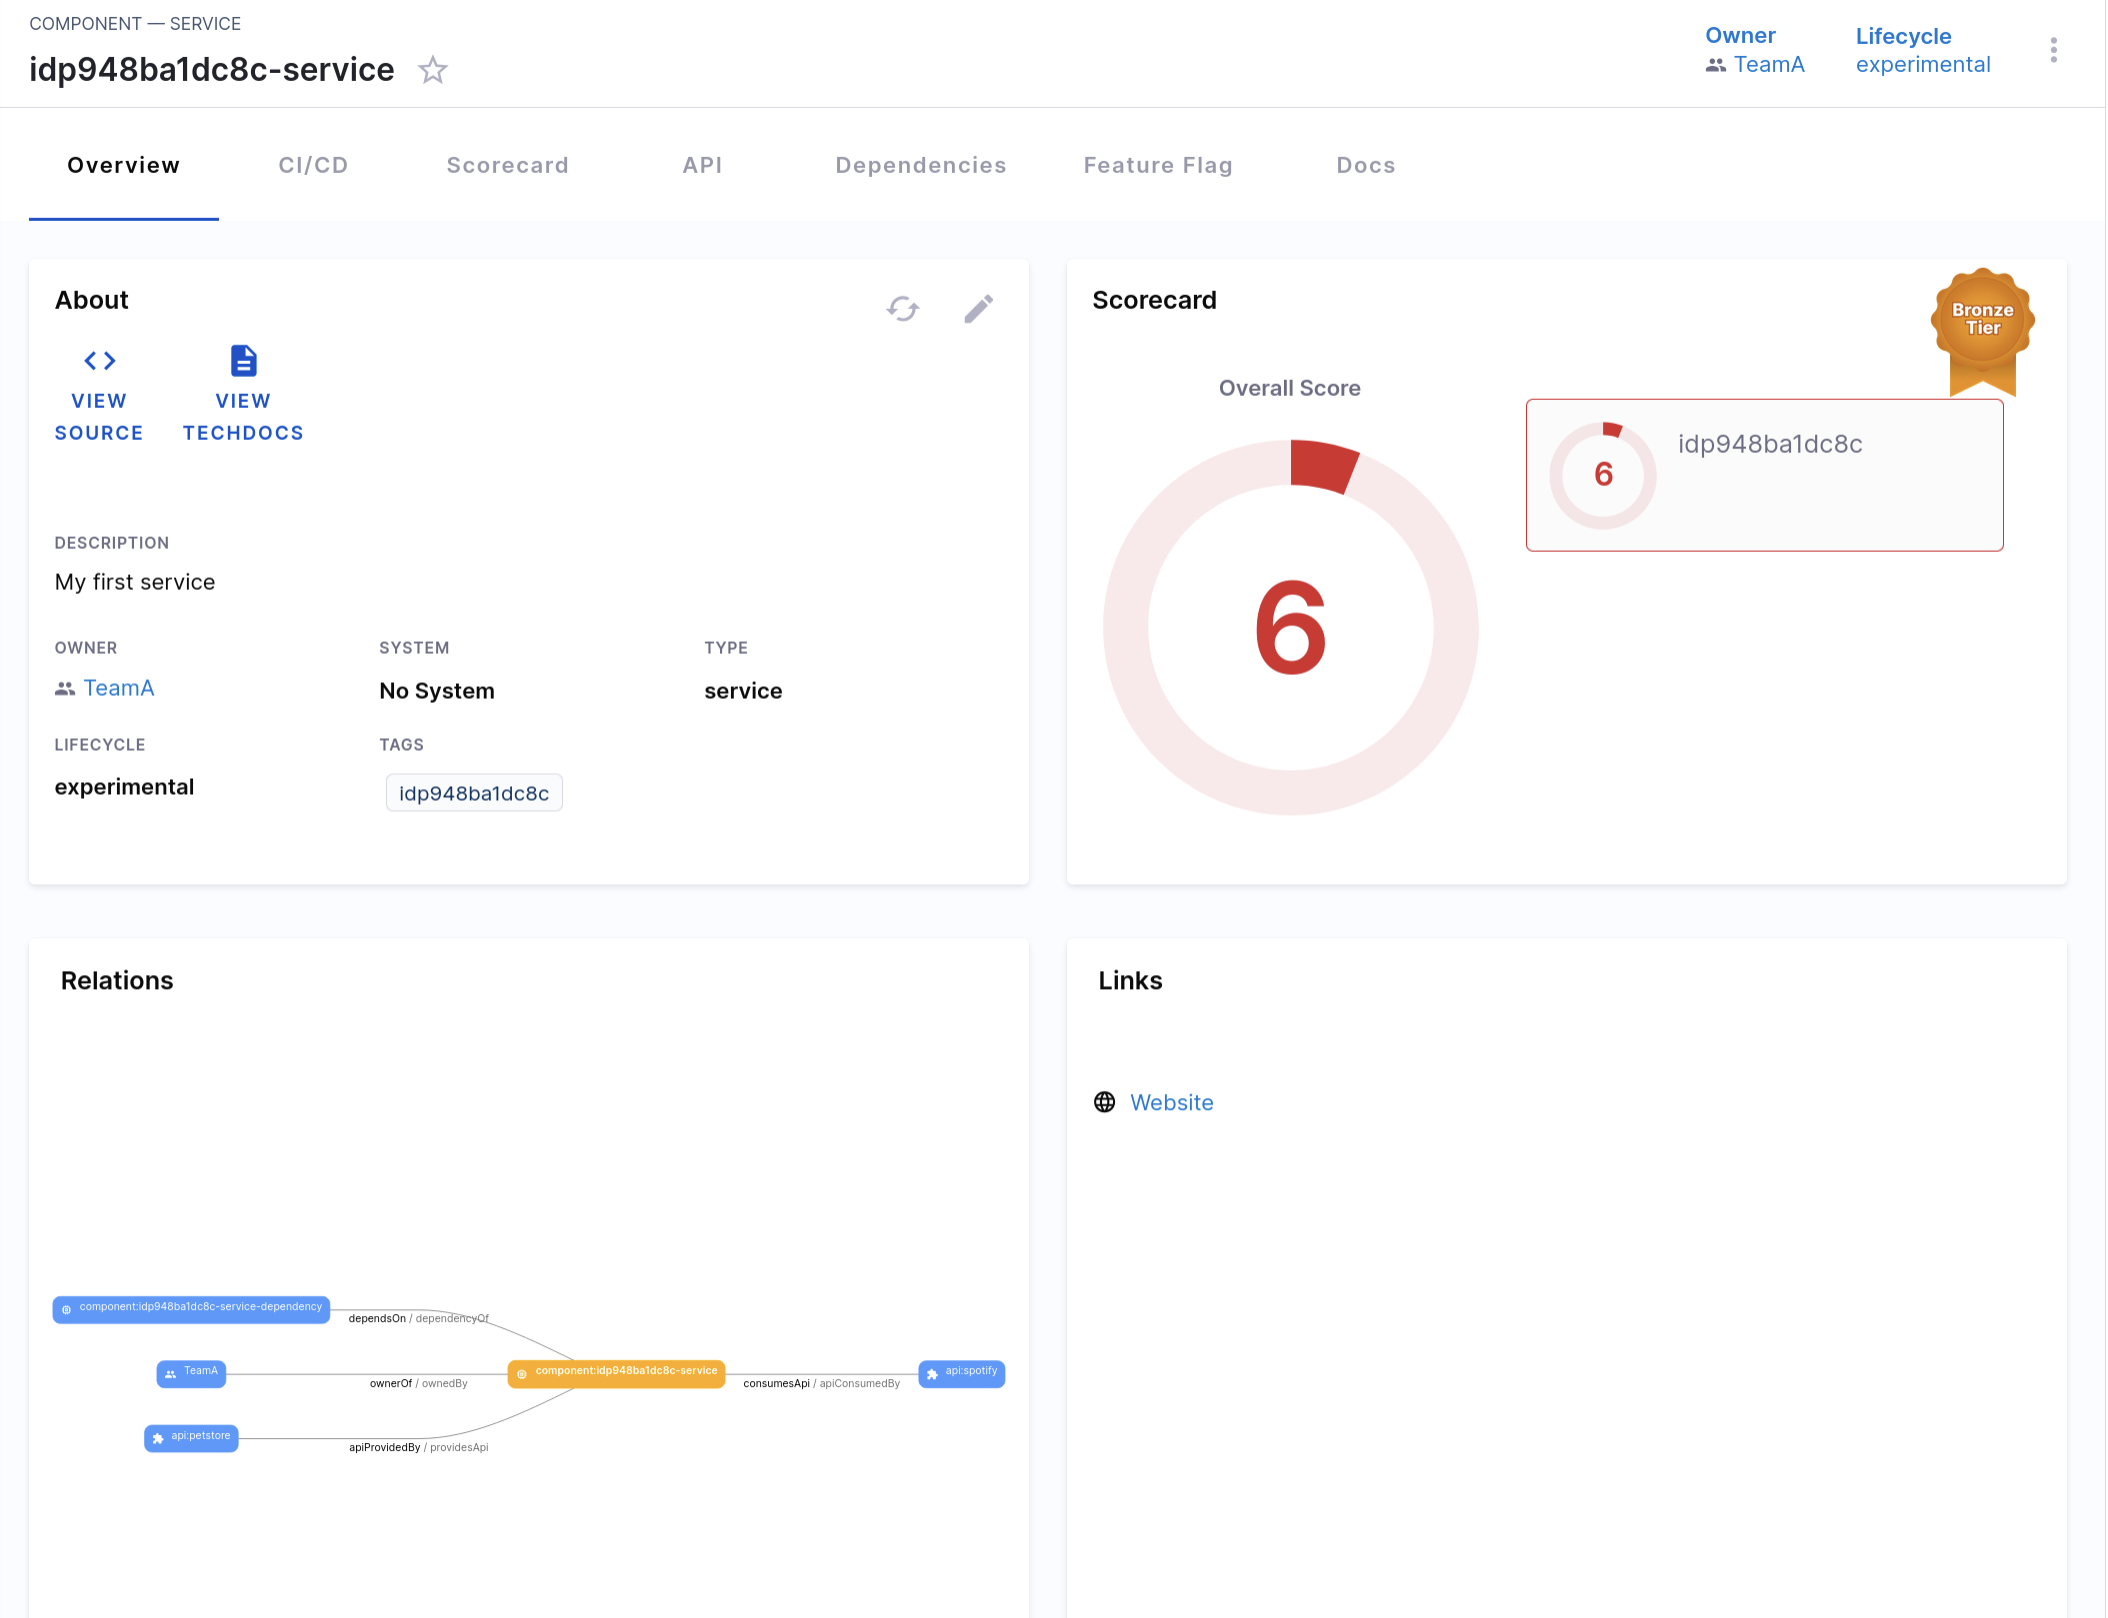 COMPONENT — SERVICE
idp948ba1dc8c-service
Owner
TeamA
Lifecycle
experimental
Overview
CI/CD
Scorecard
API
Dependencies
Feature Flag
Docs
About
VIEW
SOURCE
VIEW
TECHDOCS
DESCRIPTION
My first service
OWNER
TeamA
SYSTEM
No System
TYPE
service
LIFECYCLE
experimental
TAGS
idp948ba1dc8c
Scorecard
Bronze
Tier
Overall Score
6
6
idp948ba1dc8c
Relations
component:idp948ba1dc8c-service-dependency
dependsOn / dependencyOf
TeamA
ownerOf / ownedBy
component:idp948ba1dc8c-service
consumesApi / apiConsumedBy
api:spotify
api:petstore
apiProvidedBy / providesApi
Links
Website